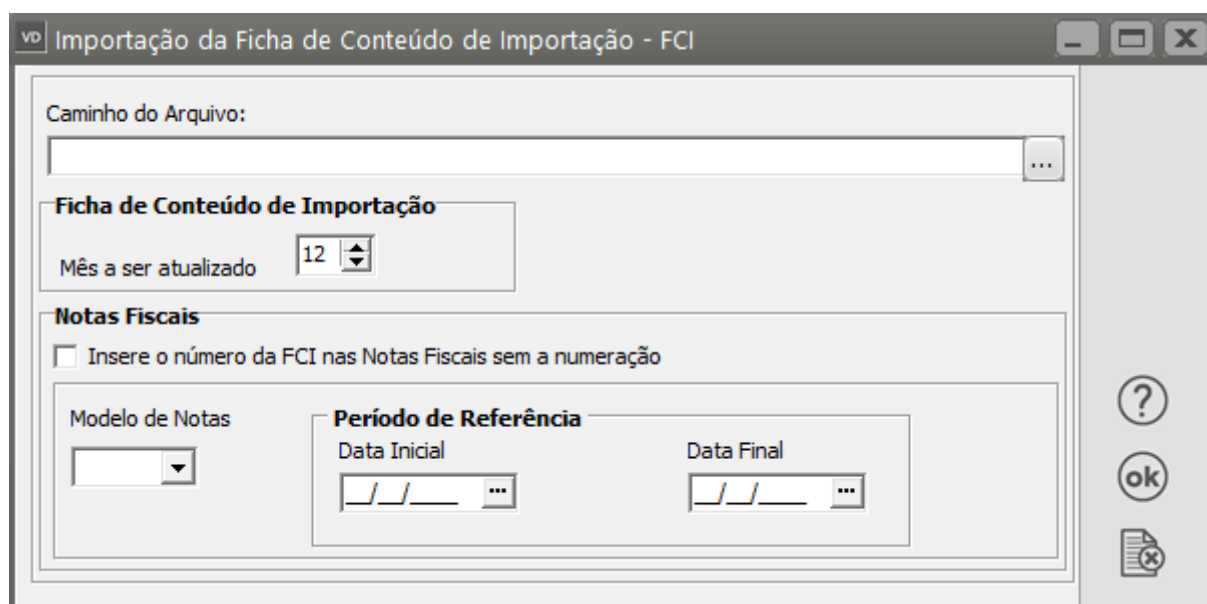 VD Importação da Ficha de Conteúdo de Importação - FCI
Caminho do Arquivo:
...
Ficha de Conteúdo de Importação
Mês a ser atualizado 12
Notas Fiscais
Insere o número da FCI nas Notas Fiscais sem a numeração
Modelo de Notas
Período de Referência
Data Inicial Data Final
__/__/____ ... __/__/____ ...
?
ok